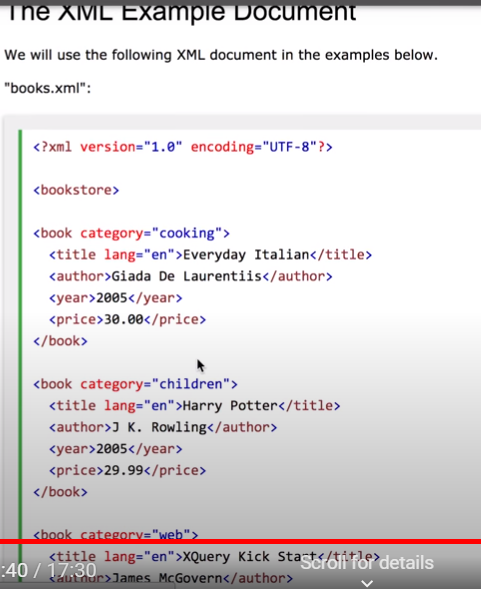 The XML Example Document
We will use the following XML document in the examples below.
"books.xml":
<?xml version="1.0" encoding="UTF-8"?>
<bookstore>
<book category="cooking">
<title lang="en">Everyday Italian</title>
<author>Giada De Laurentiis</author>
<year>2005</year>
<price>30.00</price>
</book>
<book category="children">
<title lang="en">Harry Potter</title>
<author>J K. Rowling</author>
<year>2005</year>
<price>29.99</price>
</book>
<book category="web">
<title lang="en">XQuery Kick Start</title>
Scroll for details
:40 / 17:30
<author>James McGovern</author>